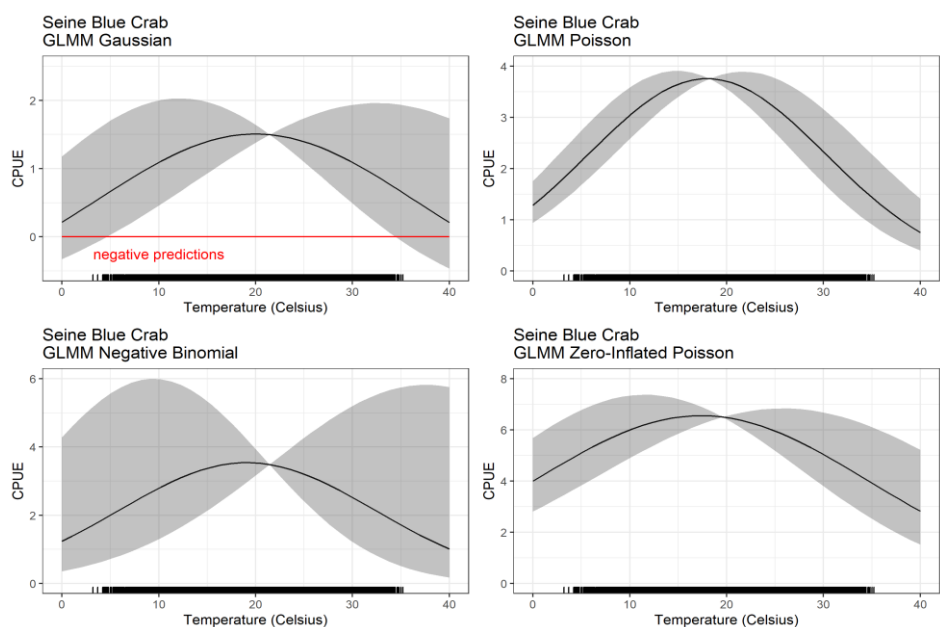 Seine Blue Crab
GLMM Gaussian
2
1
0
CPUE
negative predictions
0 10 20 30 40
Temperature (Celsius)
Seine Blue Crab
GLMM Poisson
4
3
2
1
0
CPUE
0 10 20 30 40
Temperature (Celsius)
Seine Blue Crab
GLMM Negative Binomial
6
4
2
0
CPUE
0 10 20 30 40
Temperature (Celsius)
Seine Blue Crab
GLMM Zero-Inflated Poisson
8
6
4
2
0
CPUE
0 10 20 30 40
Temperature (Celsius)